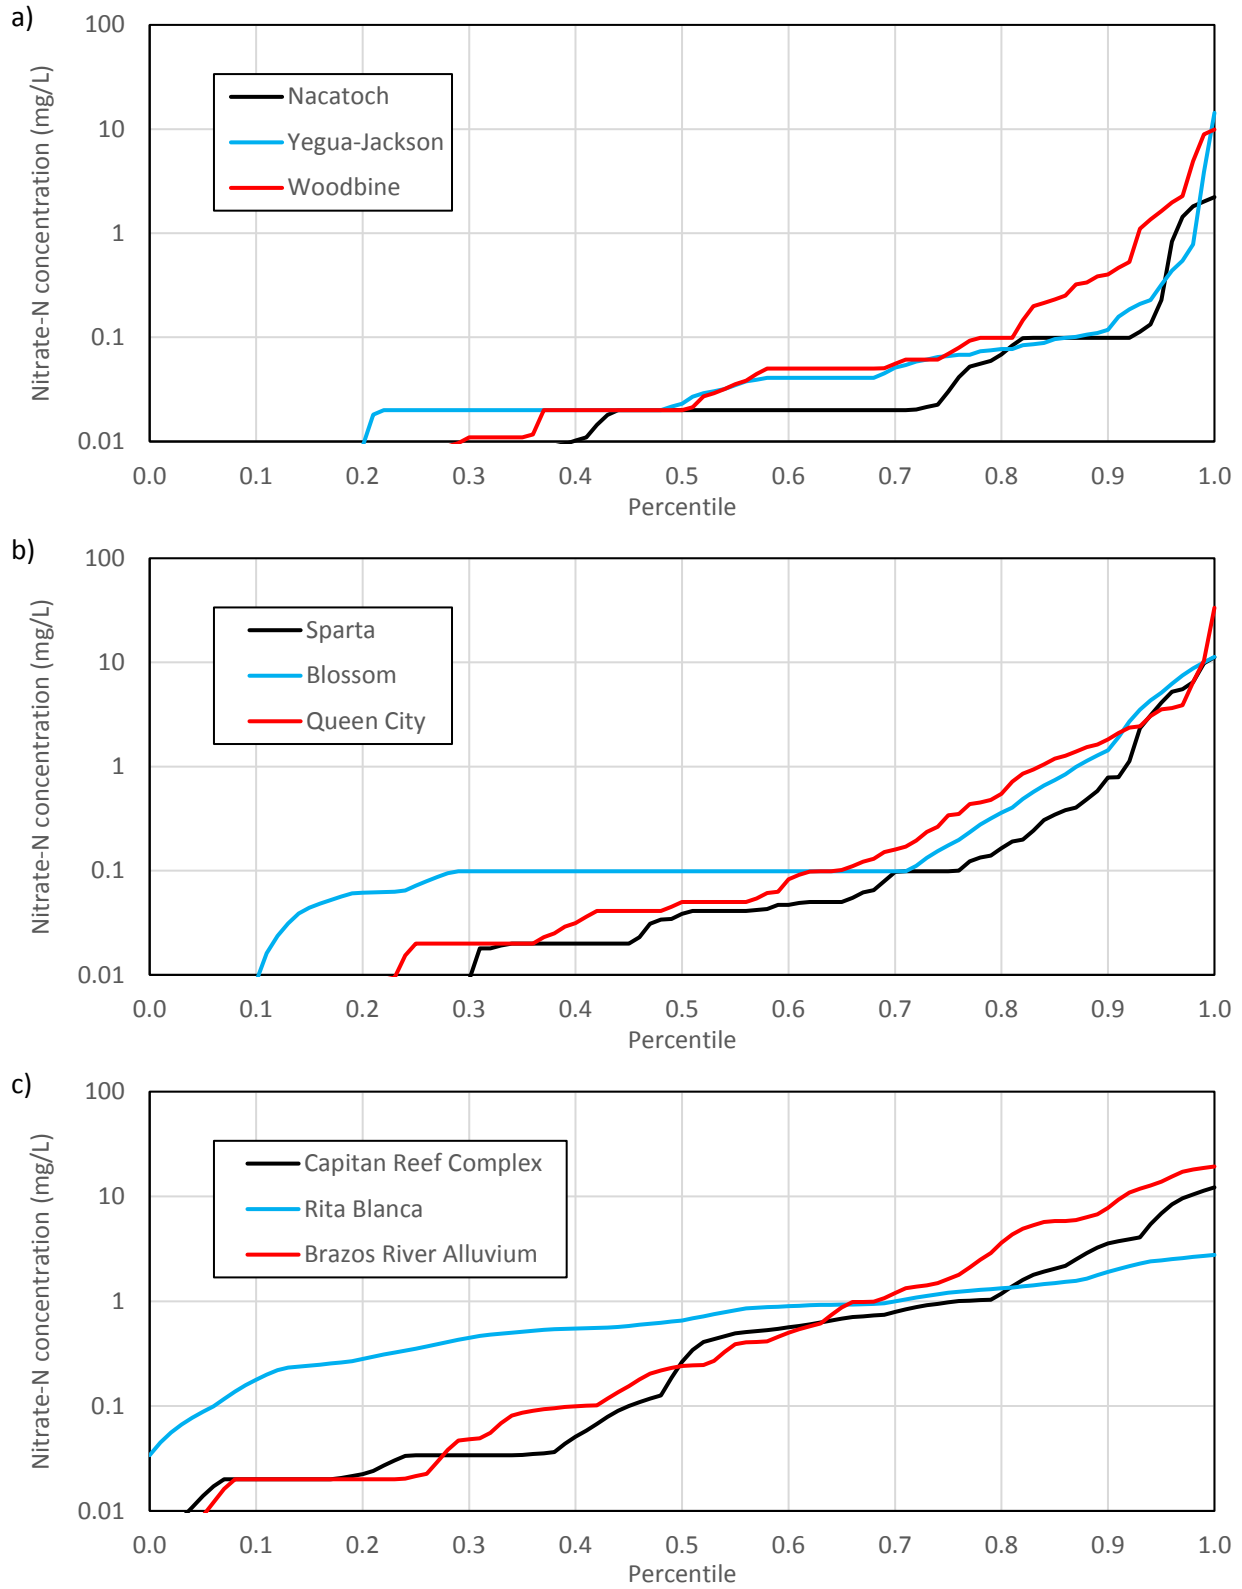 a)
Nitrate-N concentration (mg/L)
100
10
1
0.1
0.01
Nacatoch
Yegua-Jackson
Woodbine
0.0 0.1 0.2 0.3 0.4 0.5 0.6 0.7 0.8 0.9 1.0
Percentile
b)
Nitrate-N concentration (mg/L)
100
10
1
0.1
0.01
Sparta
Blossom
Queen City
0.0 0.1 0.2 0.3 0.4 0.5 0.6 0.7 0.8 0.9 1.0
Percentile
c)
Nitrate-N concentration (mg/L)
100
10
1
0.1
0.01
Capitan Reef Complex
Rita Blanca
Brazos River Alluvium
0.0 0.1 0.2 0.3 0.4 0.5 0.6 0.7 0.8 0.9 1.0
Percentile